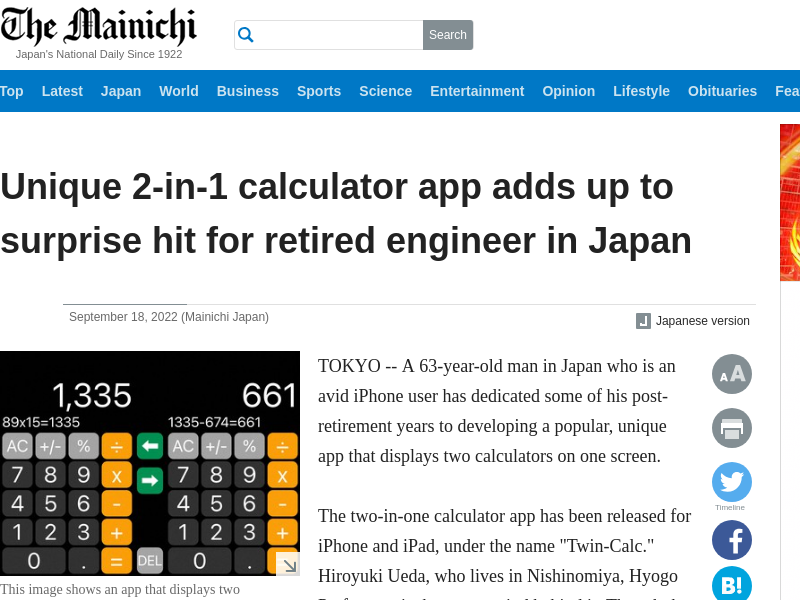 The Mainichi
Japan's National Daily Since 1922
Search
Top Latest Japan World Business Sports Science Entertainment Opinion Lifestyle Obituaries Fea
Unique 2-in-1 calculator app adds up to
surprise hit for retired engineer in Japan
September 18, 2022 (Mainichi Japan)
Japanese version
1,335 661
89x15=1335 1335-674=661
AC +/- % ÷ AC +/- % ÷
7 8 9 x 7 8 9 x
4 5 6 - 4 5 6 -
1 2 3 + 1 2 3 +
0 . = DEL 0 .
This image shows an app that displays two
TOKYO -- A 63-year-old man in Japan who is an
avid iPhone user has dedicated some of his post-
retirement years to developing a popular, unique
app that displays two calculators on one screen.
The two-in-one calculator app has been released for
iPhone and iPad, under the name "Twin-Calc."
Hiroyuki Ueda, who lives in Nishinomiya, Hyogo
AA
Timeline
f
B!